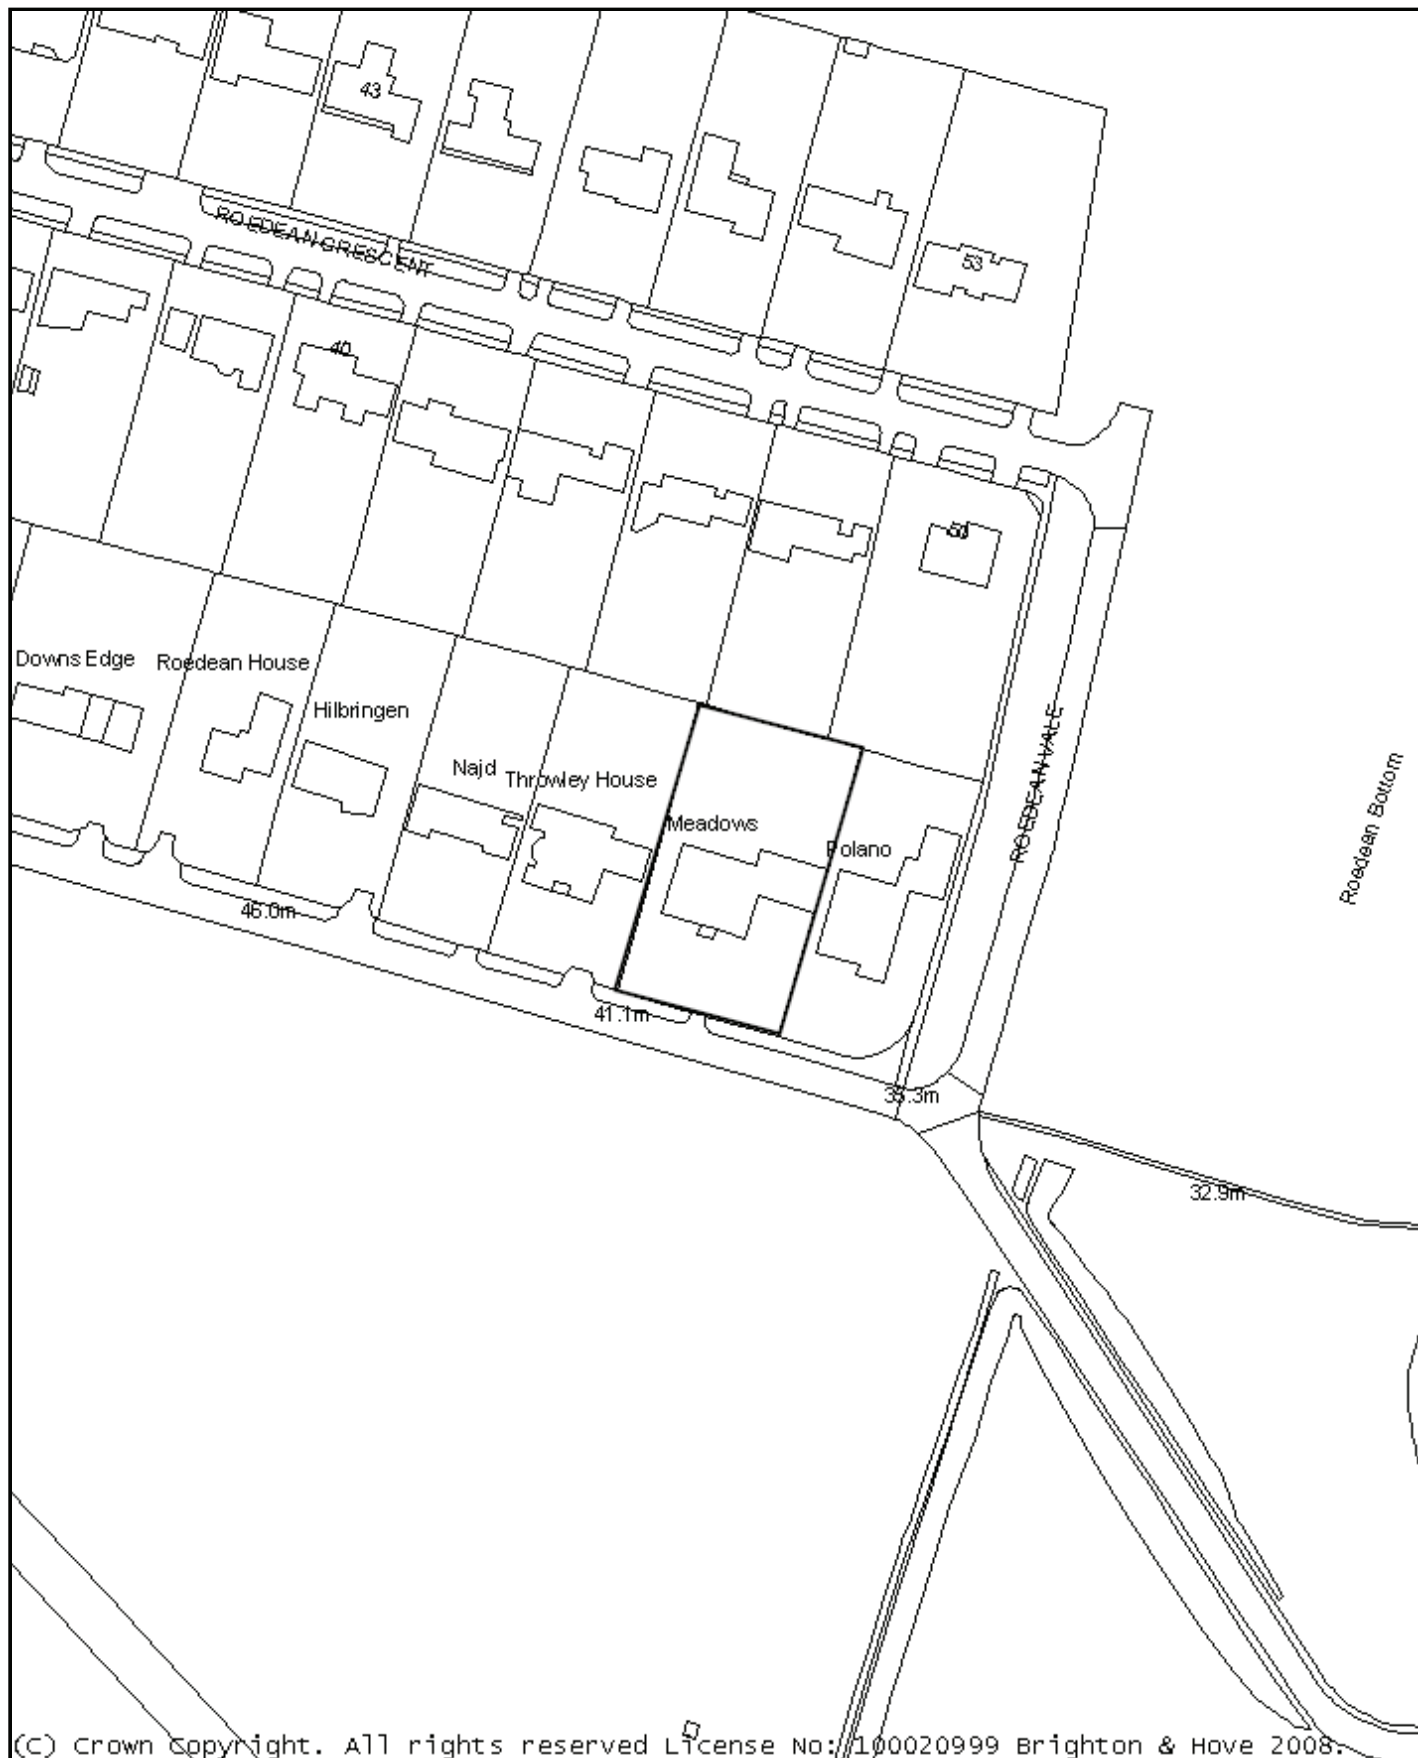 43
ROEDEAN CRESCENT
53
40
50
Downs Edge
Roedean House
Hilbringen
Najd
Throwley House
Meadows
Polano
ROEDEAN VALE
Roedean Bottom
46.0m
41.1m
35.3m
32.9m
(c) Crown Copyright. All rights reserved License No: 100020999 Brighton & Hove 2008.